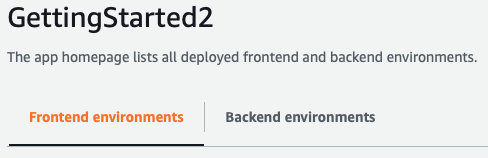 GettingStarted2
The app homepage lists all deployed frontend and backend environments.
Frontend environments
Backend environments